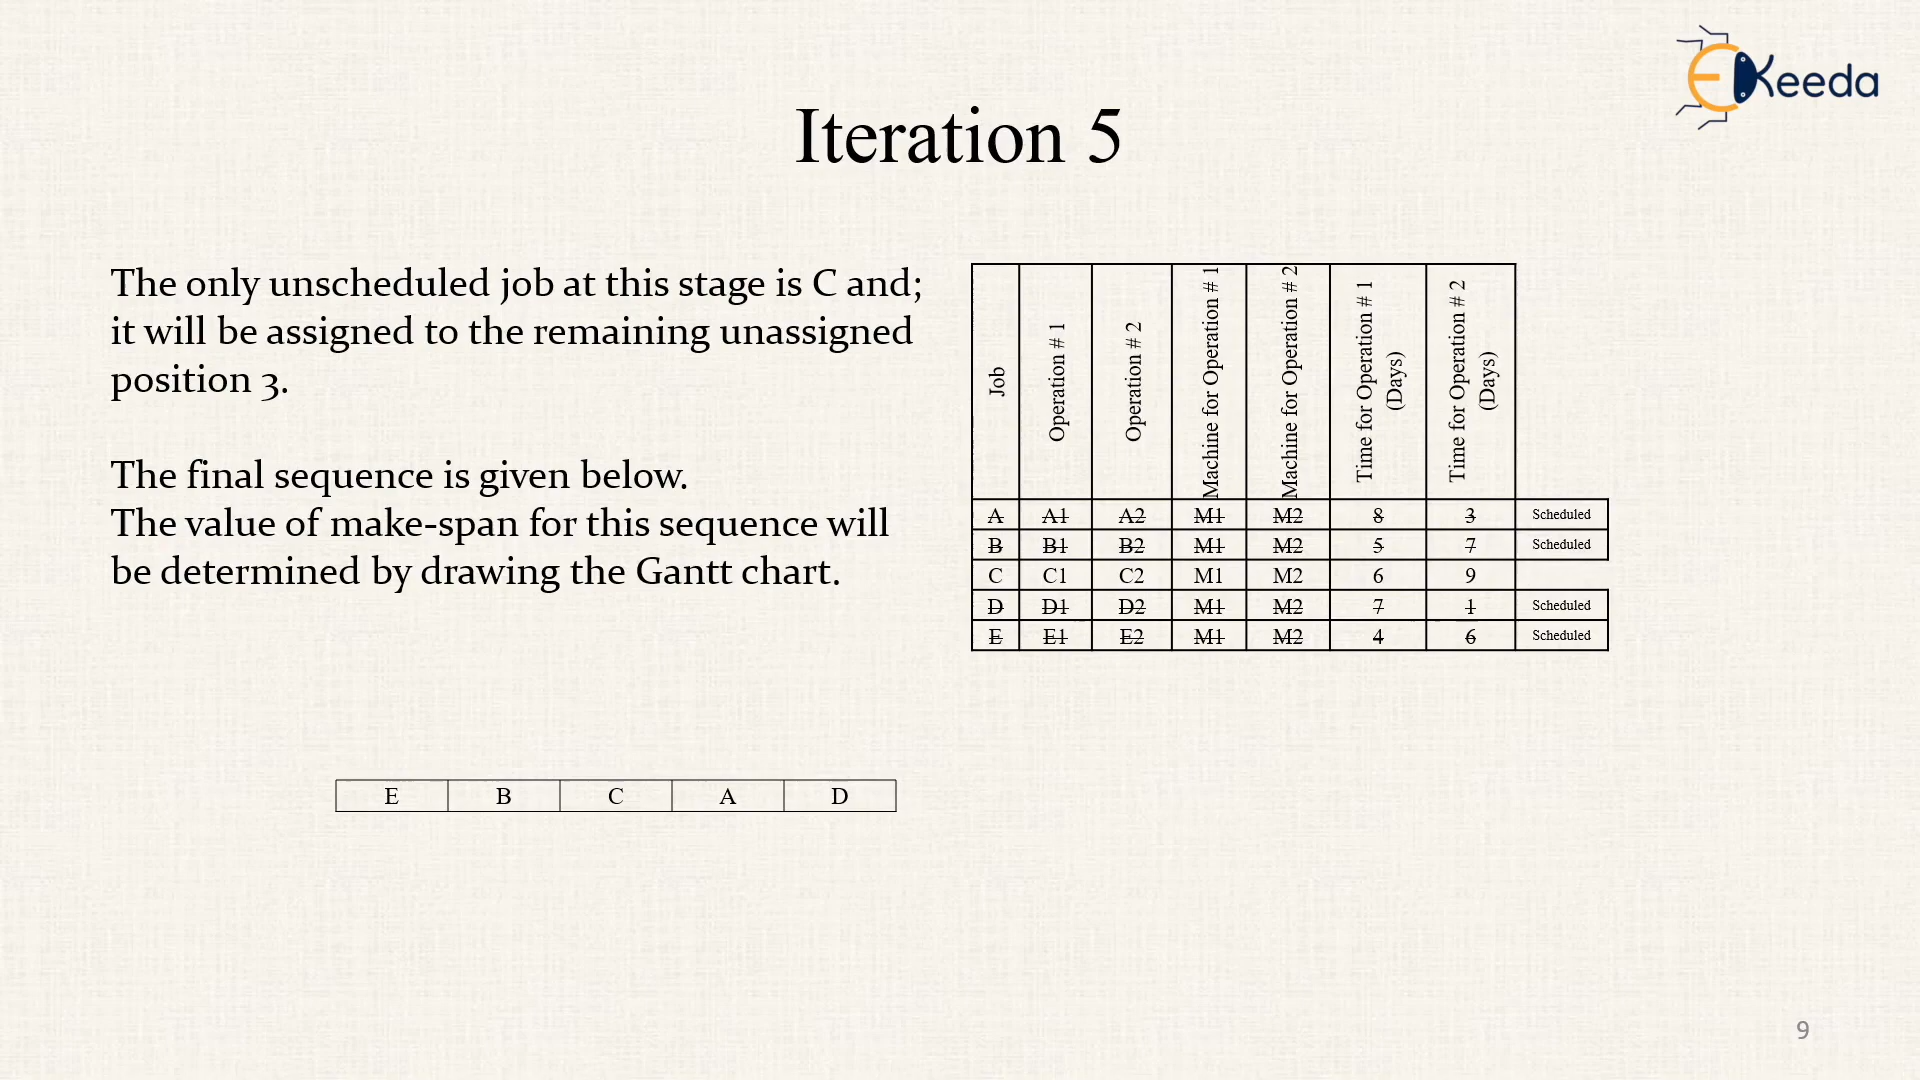 EKeeda
Iteration 5
The only unscheduled job at this stage is C and;
it will be assigned to the remaining unassigned
position 3.
The final sequence is given below.
The value of make-span for this sequence will
be determined by drawing the Gantt chart.
Job Operation # 1 Operation # 2 Machine for Operation # 1 Machine for Operation # 2 Time for Operation # 1 (Days) Time for Operation # 2 (Days)
A A1 A2 M1 M2 8 3 Scheduled
B B1 B2 M1 M2 5 7 Scheduled
C C1 C2 M1 M2 6 9
D D1 D2 M1 M2 7 1 Scheduled
E E1 E2 M1 M2 4 6 Scheduled
E B C A D
9